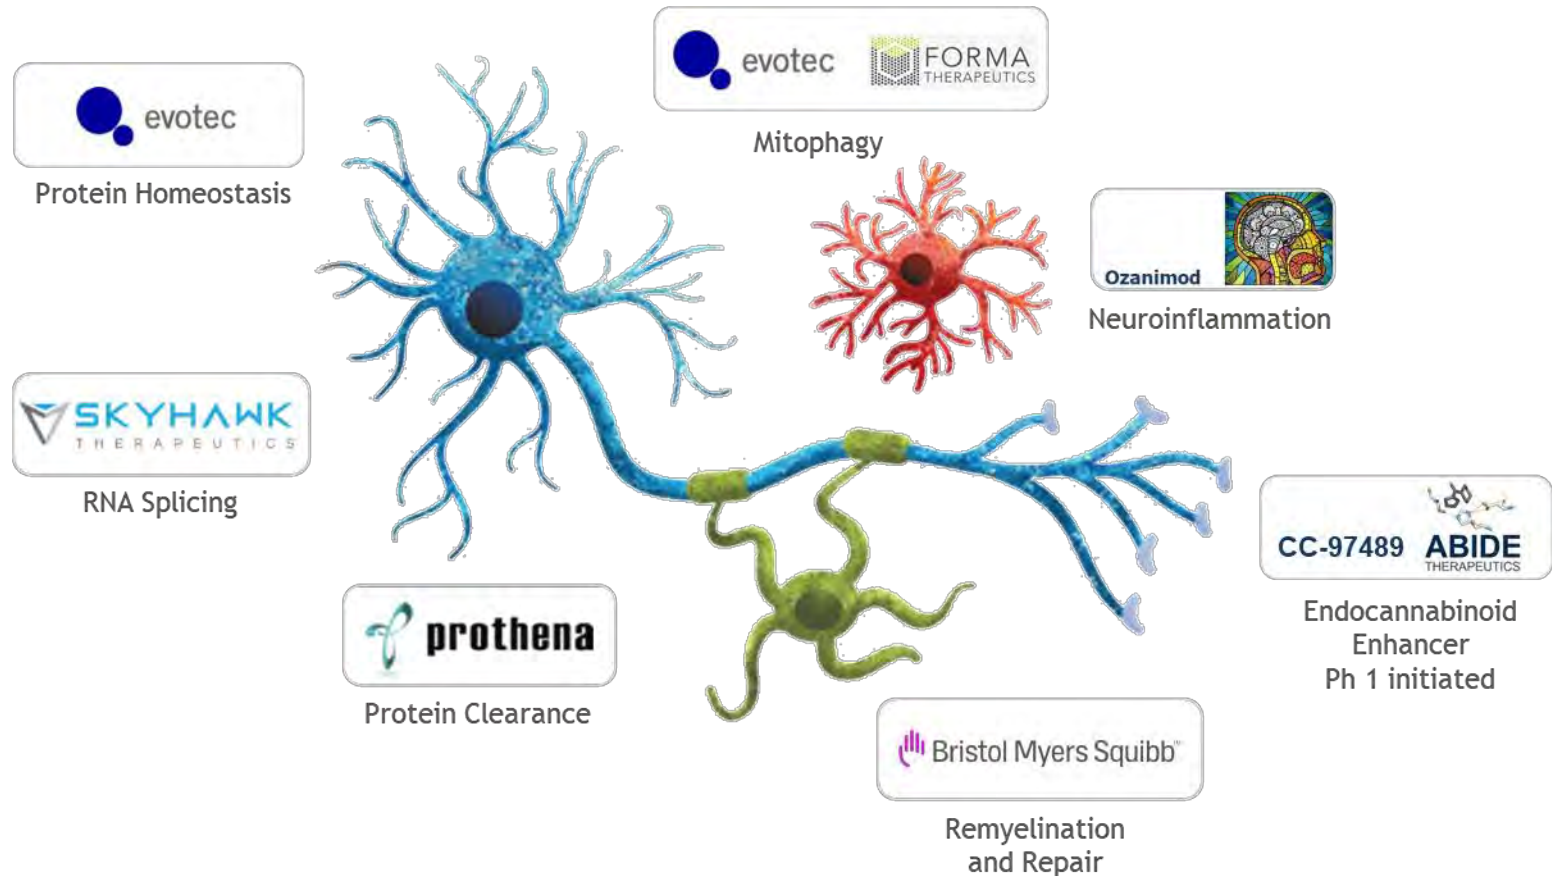 evotec
FORMA
THERAPEUTICS
Mitophagy
evotec
Protein Homeostasis
Ozanimod
Neuroinflammation
SKYHAWK
THERAPEUTICS
RNA Splicing
CC-97489 ABIDE
THERAPEUTICS
Endocannabinoid
Enhancer
Ph 1 initiated
prothena
Protein Clearance
Bristol Myers Squibb™
Remyelination
and Repair